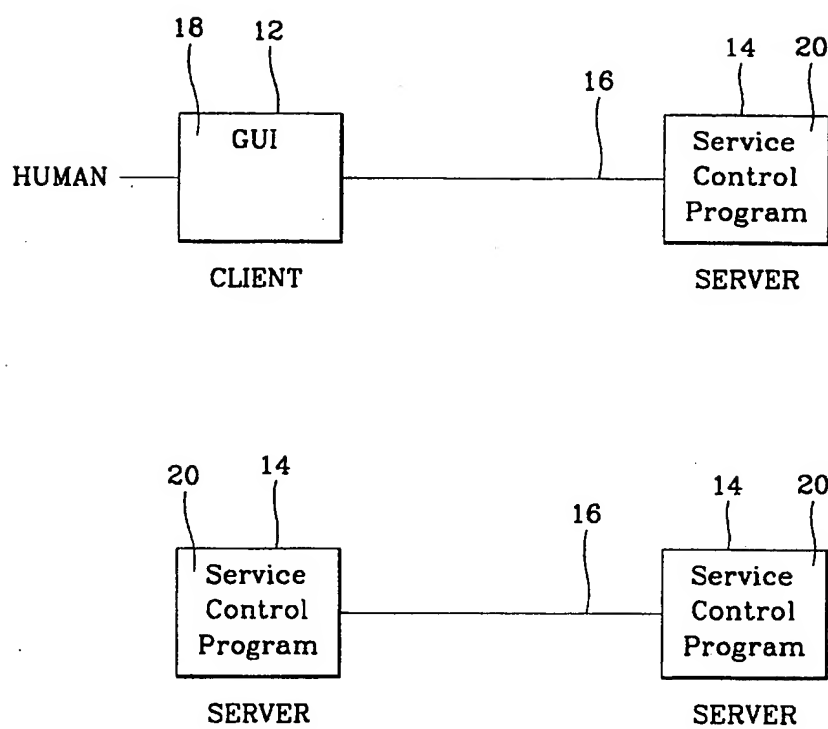 18 12 14 20
16
GUI
Service
HUMAN
Control
Program
CLIENT
SERVER
20 14 14 20
16
Service
Control
Program
Service
Control
Program
SERVER
SERVER